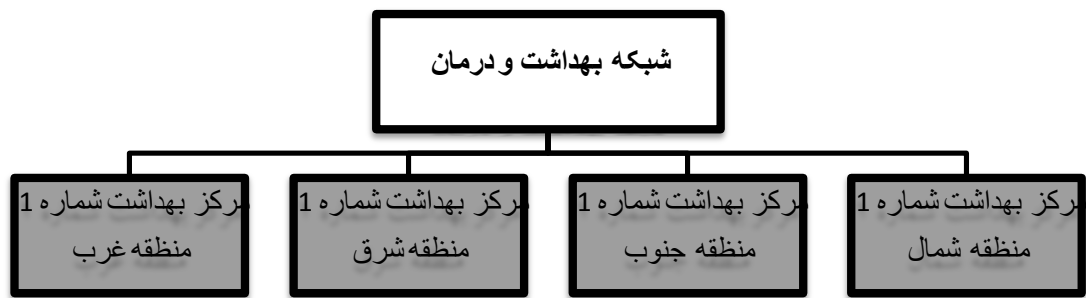 شبکه بهداشت و درمان
مرکز بهداشت شماره 1
منطقه شمال
مرکز بهداشت شماره 1
منطقه جنوب
مرکز بهداشت شماره 1
منطقه شرق
مرکز بهداشت شماره 1
منطقه غرب